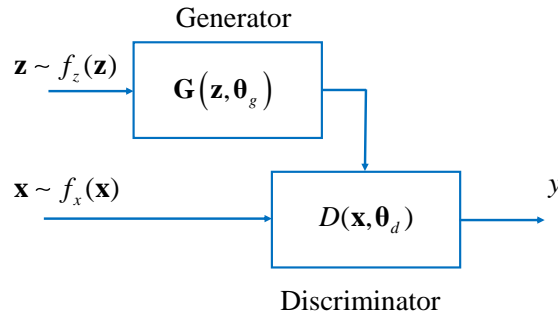 Generator
𝐳 ~ f_z(𝐳)
𝐆(𝐳, 𝛉_g)
𝐱 ~ f_x(𝐱)
y
D(𝐱, 𝛉_d)
Discriminator